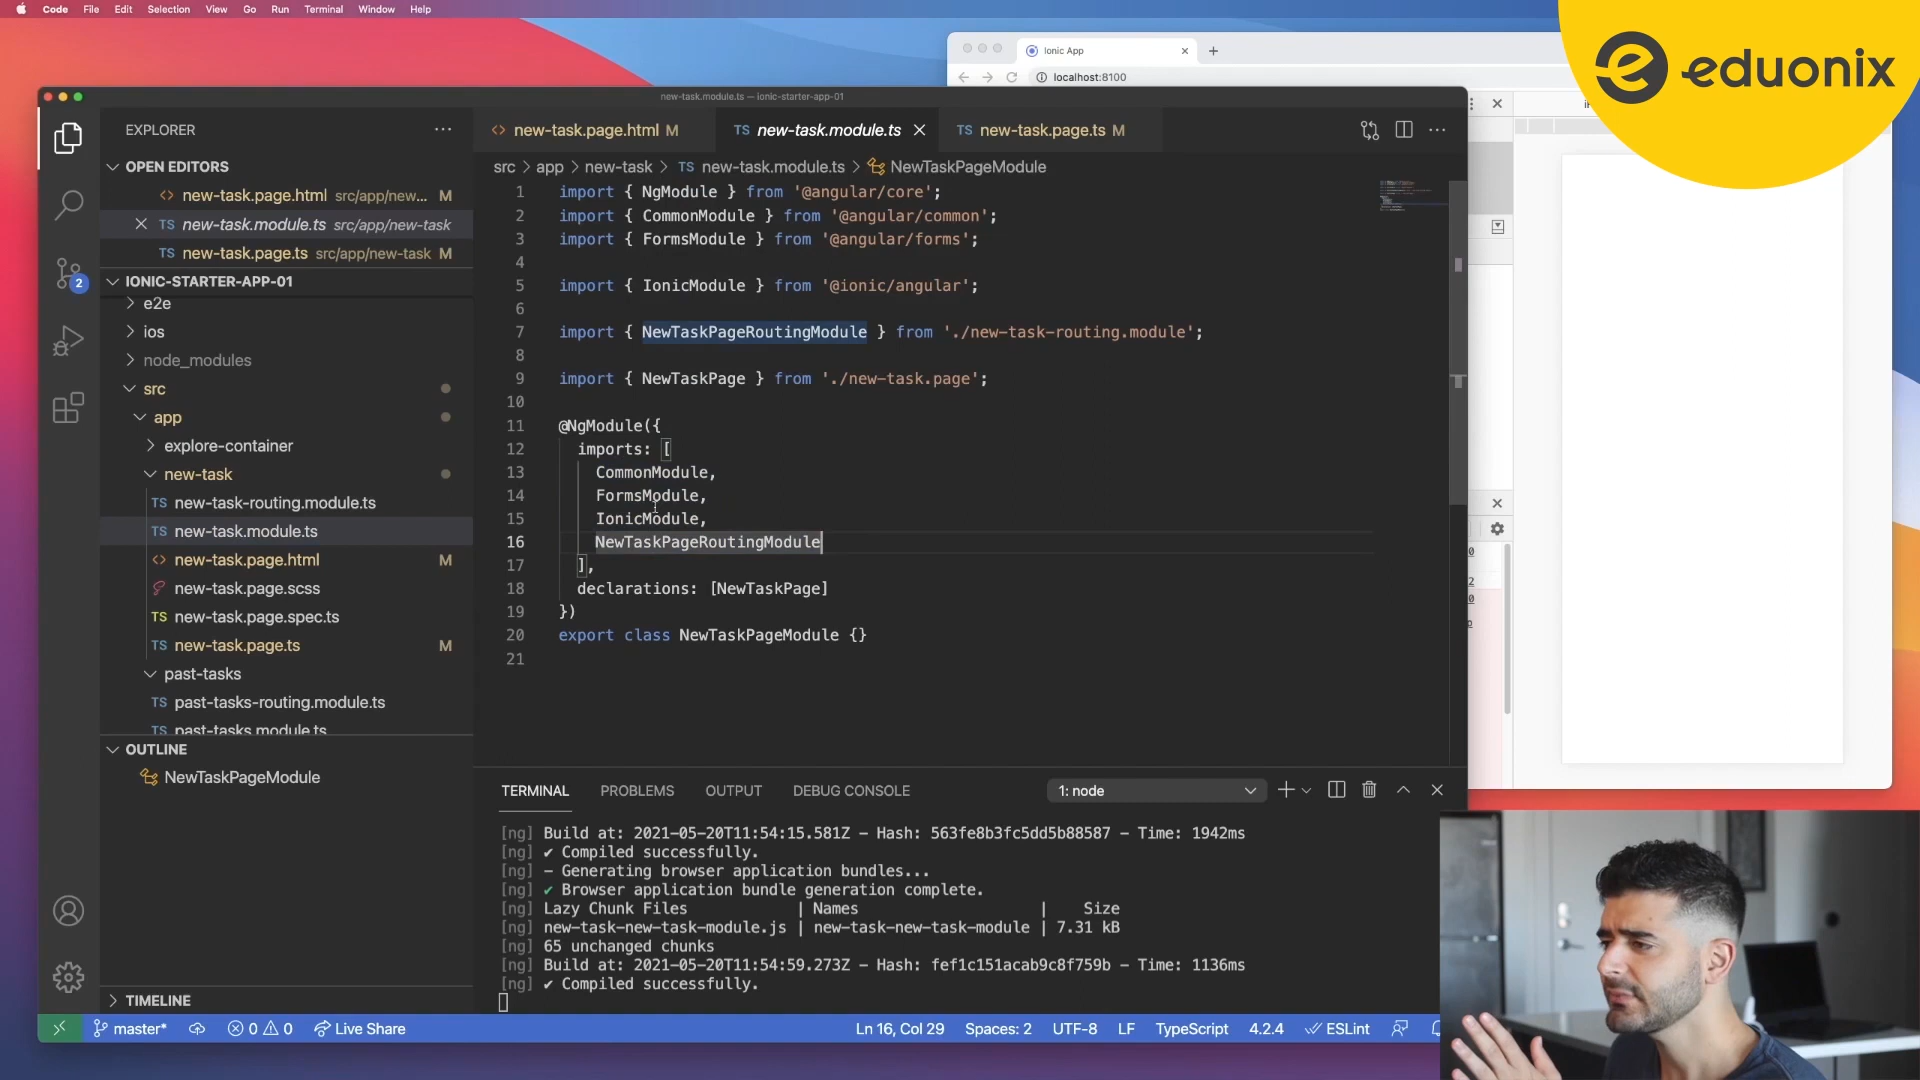 Code File Edit Selection View Go Run Terminal Window Help
Ionic App
localhost:8100
eduonix
new-task.module.ts — ionic-starter-app-01
EXPLORER
OPEN EDITORS
new-task.page.html src/app/new... M
TS new-task.module.ts src/app/new-task
TS new-task.page.ts src/app/new-task M
IONIC-STARTER-APP-01
e2e
ios
node_modules
src
app
explore-container
new-task
TS new-task-routing.module.ts
TS new-task.module.ts
<> new-task.page.html M
new-task.page.scss
TS new-task.page.spec.ts
TS new-task.page.ts M
past-tasks
TS past-tasks-routing.module.ts
TS past-tasks.module.ts
OUTLINE
NewTaskPageModule
TIMELINE
2
<> new-task.page.html M
TS new-task.module.ts
TS new-task.page.ts M
src > app > new-task > TS new-task.module.ts > NewTaskPageModule
1 import { NgModule } from '@angular/core';
2 import { CommonModule } from '@angular/common';
3 import { FormsModule } from '@angular/forms';
4
5 import { IonicModule } from '@ionic/angular';
6
7 import { NewTaskPageRoutingModule } from './new-task-routing.module';
8
9 import { NewTaskPage } from './new-task.page';
10
11 @NgModule({
12 imports: [
13 CommonModule,
14 FormsModule,
15 IonicModule,
16 NewTaskPageRoutingModule
17 ],
18 declarations: [NewTaskPage]
19 })
20 export class NewTaskPageModule {}
21
TERMINAL PROBLEMS OUTPUT DEBUG CONSOLE 1: node
[ng] Build at: 2021-05-20T11:54:15.581Z - Hash: 563fe8b3fc5dd5b88587 - Time: 1942ms
[ng] ✔ Compiled successfully.
[ng] - Generating browser application bundles...
[ng] ✔ Browser application bundle generation complete.
[ng] Lazy Chunk Files | Names | Size
[ng] new-task-new-task-module.js | new-task-new-task-module | 7.31 kB
[ng] 65 unchanged chunks
[ng] Build at: 2021-05-20T11:54:59.273Z - Hash: fef1c151acab9c8f759b - Time: 1136ms
[ng] ✔ Compiled successfully.
master* 0 0 Live Share Ln 16, Col 29 Spaces: 2 UTF-8 LF TypeScript 4.2.4 ESLint